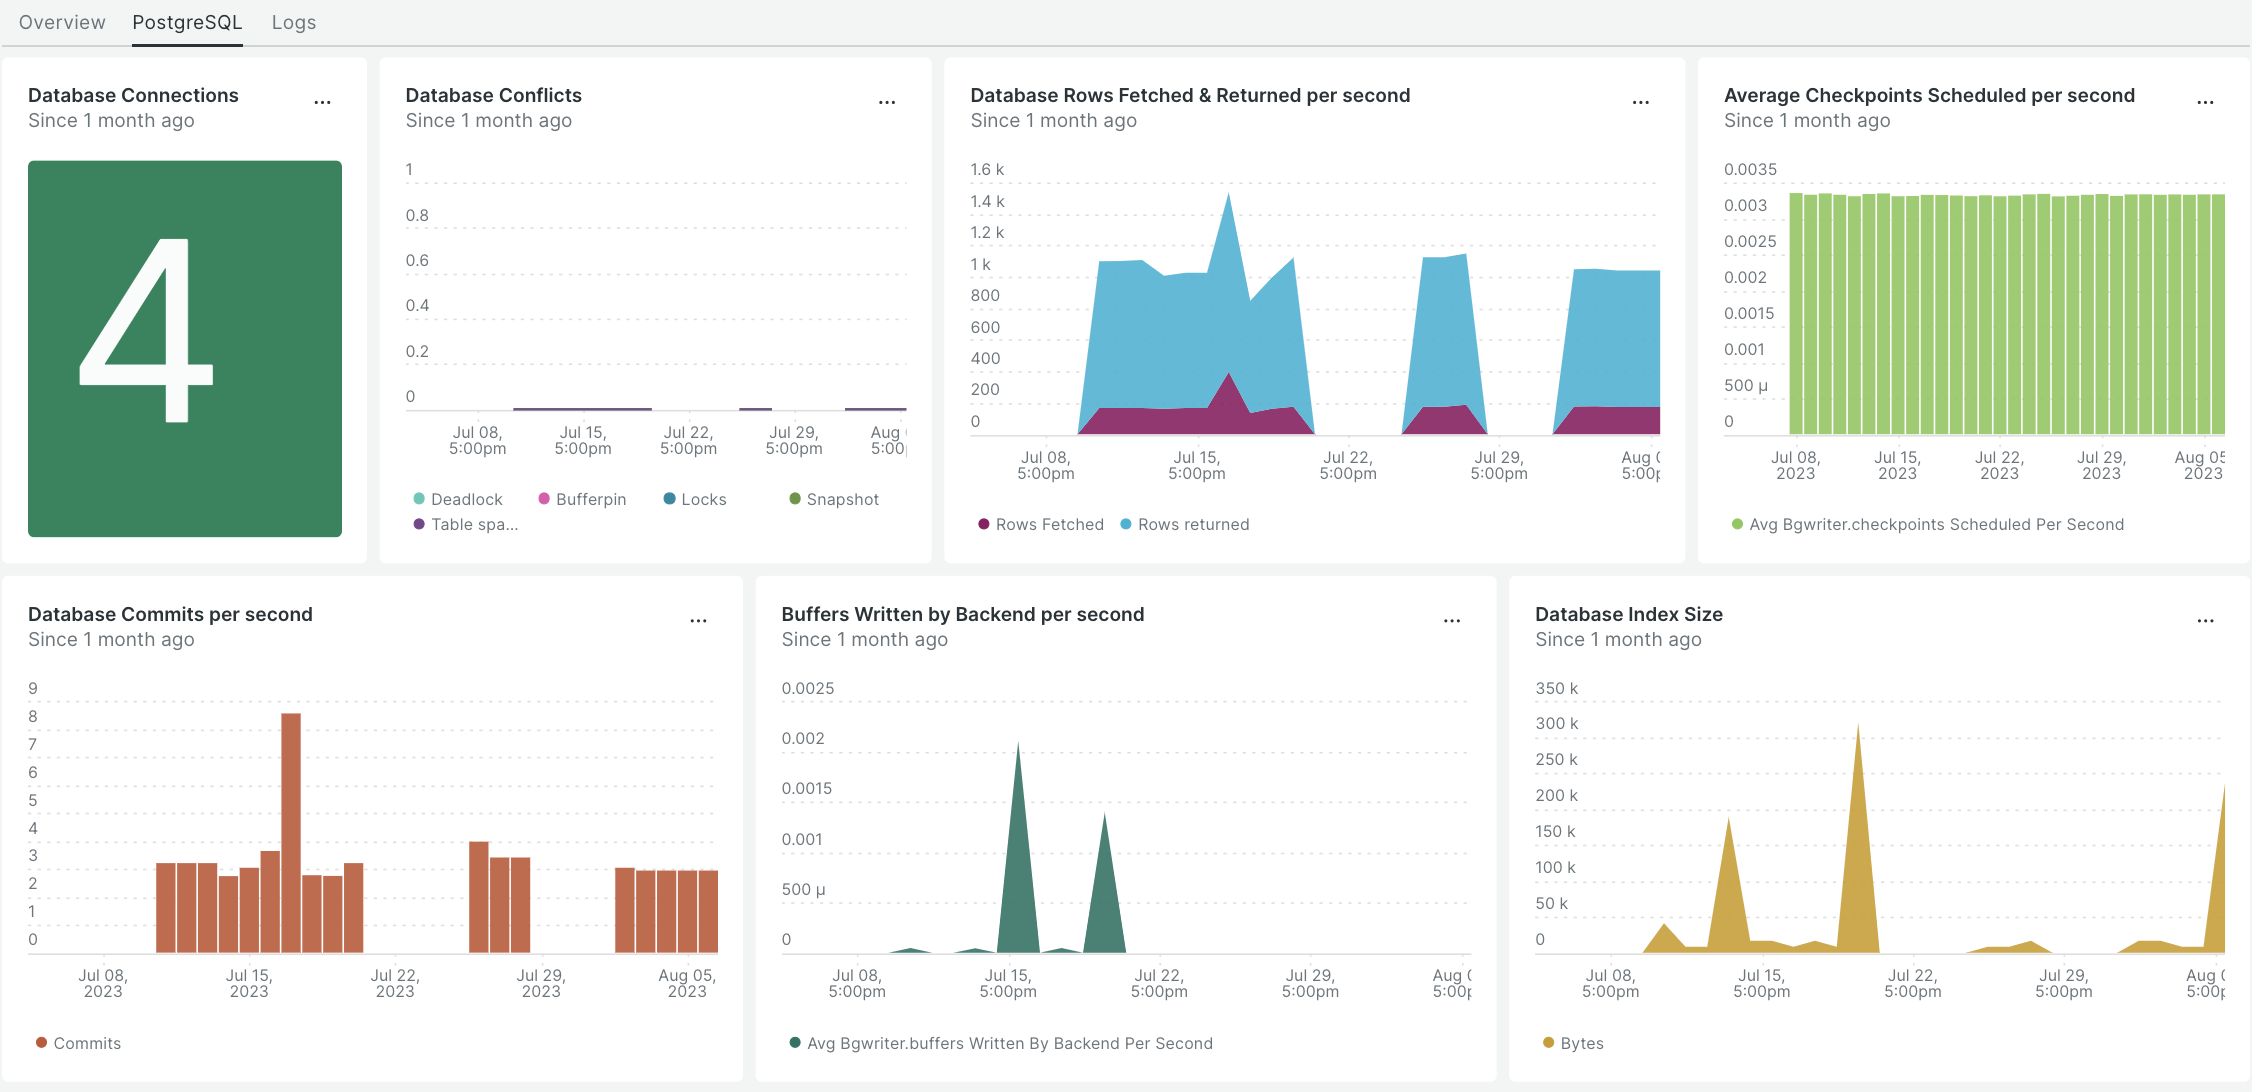 Overview PostgreSQL Logs
Database Connections
...
Since 1 month ago
4
Database Conflicts
...
Since 1 month ago
1
0.8
0.6
0.4
0.2
0
Jul 08, 5:00pm
Jul 15, 5:00pm
Jul 22, 5:00pm
Jul 29, 5:00pm
Aug
5:00
Deadlock Bufferpin Locks Snapshot
Table spa...
Database Rows Fetched & Returned per second
...
Since 1 month ago
1.6 k
1.4 k
1.2 k
1 k
800
600
400
200
0
Jul 08, 5:00pm
Jul 15, 5:00pm
Jul 22, 5:00pm
Jul 29, 5:00pm
Aug
5:00
Rows Fetched Rows returned
Average Checkpoints Scheduled per second
...
Since 1 month ago
0.0035
0.003
0.0025
0.002
0.0015
0.001
500 µ
0
Jul 08, 2023
Jul 15, 2023
Jul 22, 2023
Jul 29, 2023
Aug 05
2023
Avg Bgwriter.checkpoints Scheduled Per Second
Database Commits per second
...
Since 1 month ago
9
8
7
6
5
4
3
2
1
0
Jul 08, 2023
Jul 15, 2023
Jul 22, 2023
Jul 29, 2023
Aug 05, 2023
Commits
Buffers Written by Backend per second
...
Since 1 month ago
0.0025
0.002
0.0015
0.001
500 µ
0
Jul 08, 5:00pm
Jul 15, 5:00pm
Jul 22, 5:00pm
Jul 29, 5:00pm
Aug
5:00
Avg Bgwriter.buffers Written By Backend Per Second
Database Index Size
...
Since 1 month ago
350 k
300 k
250 k
200 k
150 k
100 k
50 k
0
Jul 08, 5:00pm
Jul 15, 5:00pm
Jul 22, 5:00pm
Jul 29, 5:00pm
Aug
5:00
Bytes